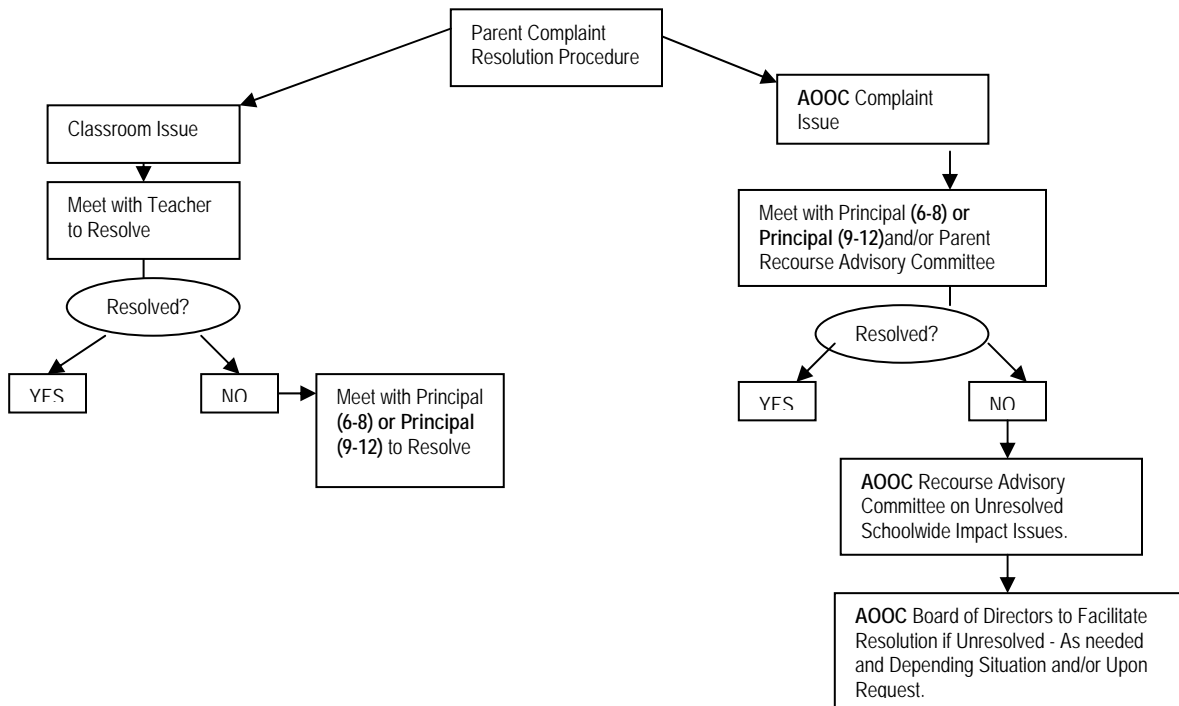 Parent Complaint
Resolution Procedure
Classroom Issue
AOOC Complaint
Issue
Meet with Teacher
to Resolve
Meet with Principal (6-8) or
Principal (9-12)and/or Parent
Recourse Advisory Committee
Resolved?
Resolved?
YES
NO
Meet with Principal
(6-8) or Principal
(9-12) to Resolve
YES
NO
AOOC Recourse Advisory
Committee on Unresolved
Schoolwide Impact Issues.
AOOC Board of Directors to Facilitate
Resolution if Unresolved - As needed
and Depending Situation and/or Upon
Request.